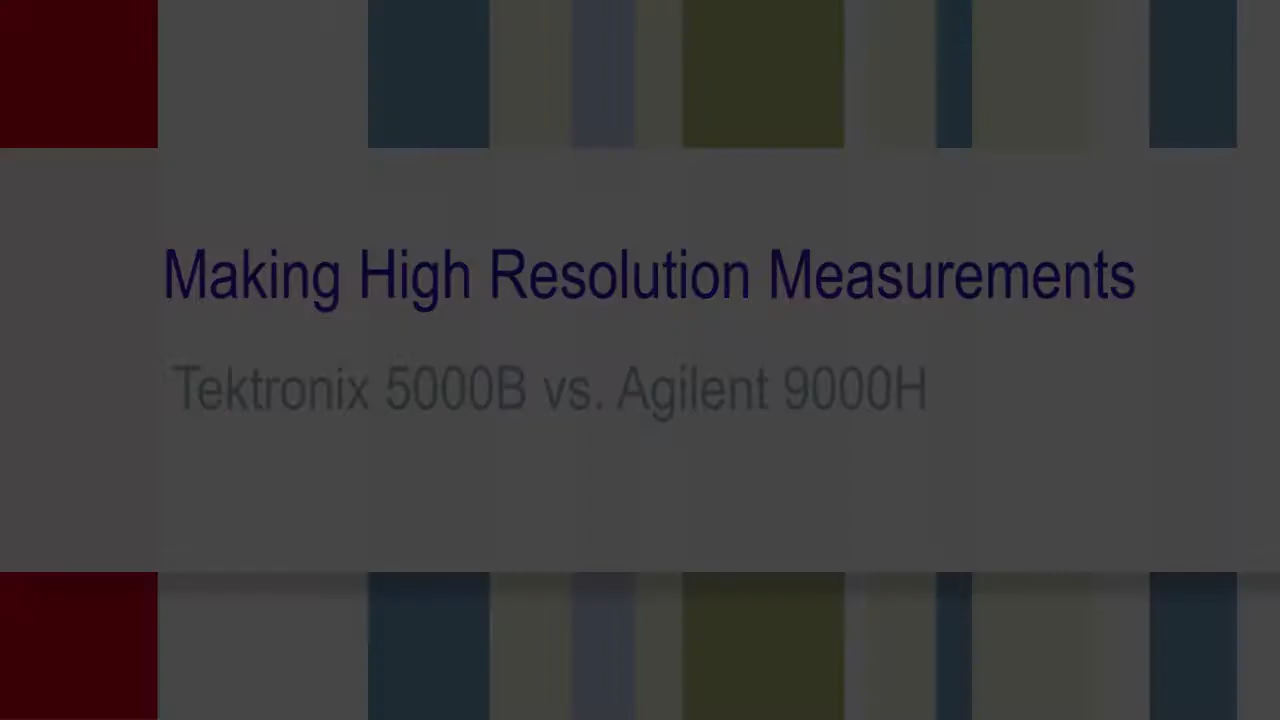 Making High Resolution Measurements
Tektronix 5000B vs. Agilent 9000H